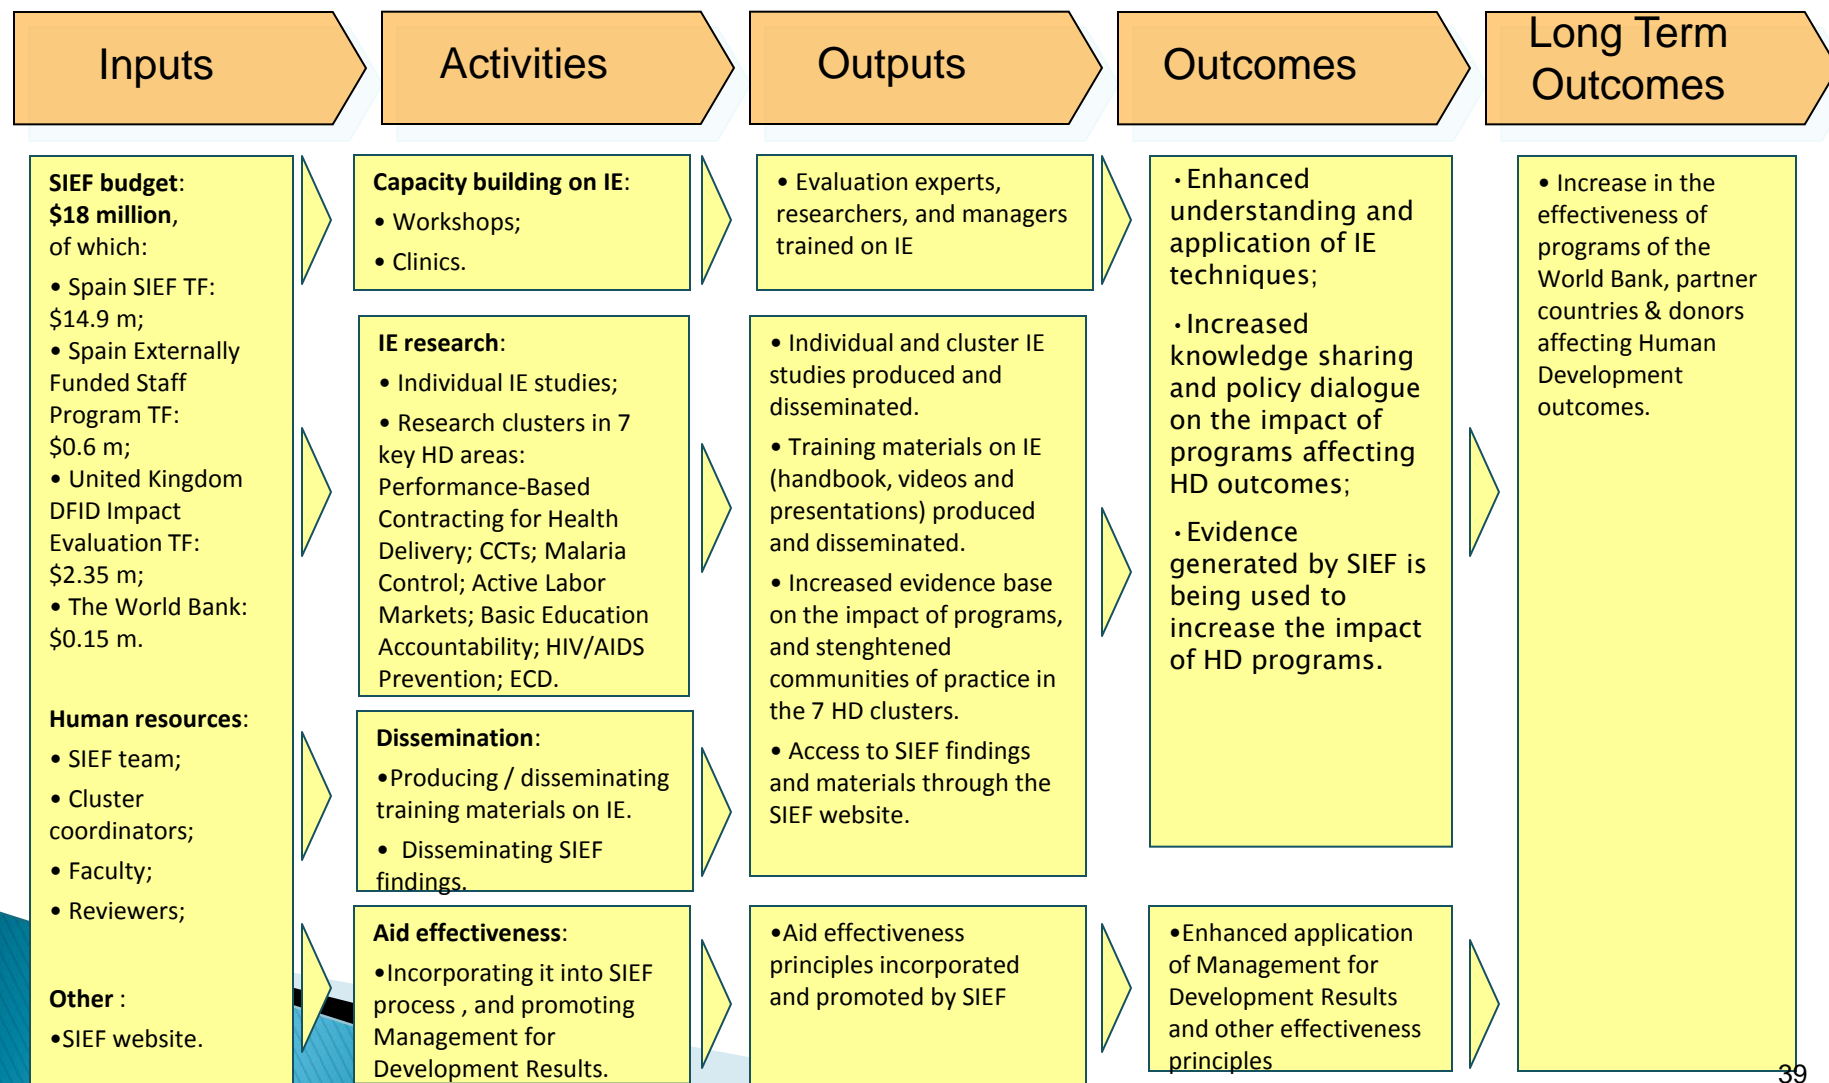 Inputs
Activities
Outputs
Outcomes
Long Term
Outcomes
SIEF budget:
$18 million,
of which:
• Spain SIEF TF:
$14.9 m;
• Spain Externally
Funded Staff
Program TF:
$0.6 m;
• United Kingdom
DFID Impact
Evaluation TF:
$2.35 m;
• The World Bank:
$0.15 m.
Human resources:
• SIEF team;
• Cluster
coordinators;
• Faculty;
• Reviewers;
Other :
•SIEF website.
Capacity building on IE:
• Workshops;
• Clinics.
IE research:
• Individual IE studies;
• Research clusters in 7
key HD areas:
Performance-Based
Contracting for Health
Delivery; CCTs; Malaria
Control; Active Labor
Markets; Basic Education
Accountability; HIV/AIDS
Prevention; ECD.
Dissemination:
•Producing / disseminating
training materials on IE.
• Disseminating SIEF
findings.
Aid effectiveness:
•Incorporating it into SIEF
process , and promoting
Management for
Development Results.
• Evaluation experts,
researchers, and managers
trained on IE
• Individual and cluster IE
studies produced and
disseminated.
• Training materials on IE
(handbook, videos and
presentations) produced
and disseminated.
• Increased evidence base
on the impact of programs,
and stenghtened
communities of practice in
the 7 HD clusters.
• Access to SIEF findings
and materials through the
SIEF website.
•Aid effectiveness
principles incorporated
and promoted by SIEF
•Enhanced
understanding and
application of IE
techniques;
•Increased
knowledge sharing
and policy dialogue
on the impact of
programs affecting
HD outcomes;
•Evidence
generated by SIEF is
being used to
increase the impact
of HD programs.
•Enhanced application
of Management for
Development Results
and other effectiveness
principles
• Increase in the
effectiveness of
programs of the
World Bank, partner
countries & donors
affecting Human
Development
outcomes.
39